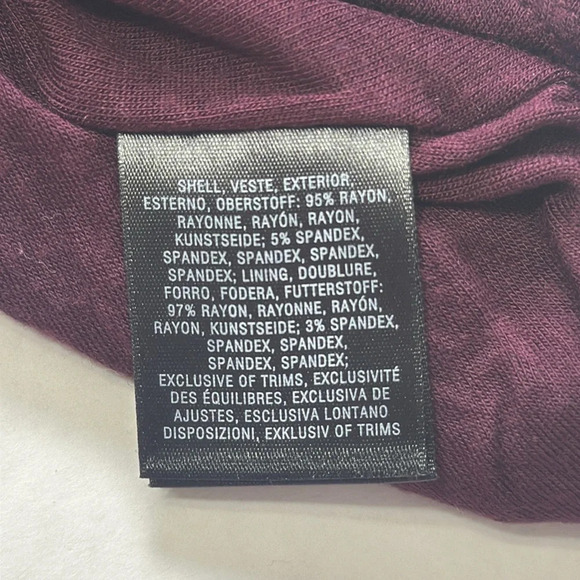 SHELL, VESTE, EXTERIOR,
ESTERNO, OBERSTOFF: 95% RAYON,
RAYONNE, RAYÓN, RAYON,
KUNSTSEIDE; 5% SPANDEX,
SPANDEX, SPANDEX, SPANDEX,
SPANDEX; LINING, DOUBLURE,
FORRO, FODERA, FUTTERSTOFF:
97% RAYON, RAYONNE, RAYÓN,
RAYON, KUNSTSEIDE; 3% SPANDEX,
SPANDEX, SPANDEX,
SPANDEX, SPANDEX;
EXCLUSIVE OF TRIMS, EXCLUSIVITÉ
DES ÉQUILIBRES, EXCLUSIVA DE
AJUSTES, ESCLUSIVA LONTANO
DISPOSIZIONI, EXKLUSIV OF TRIMS